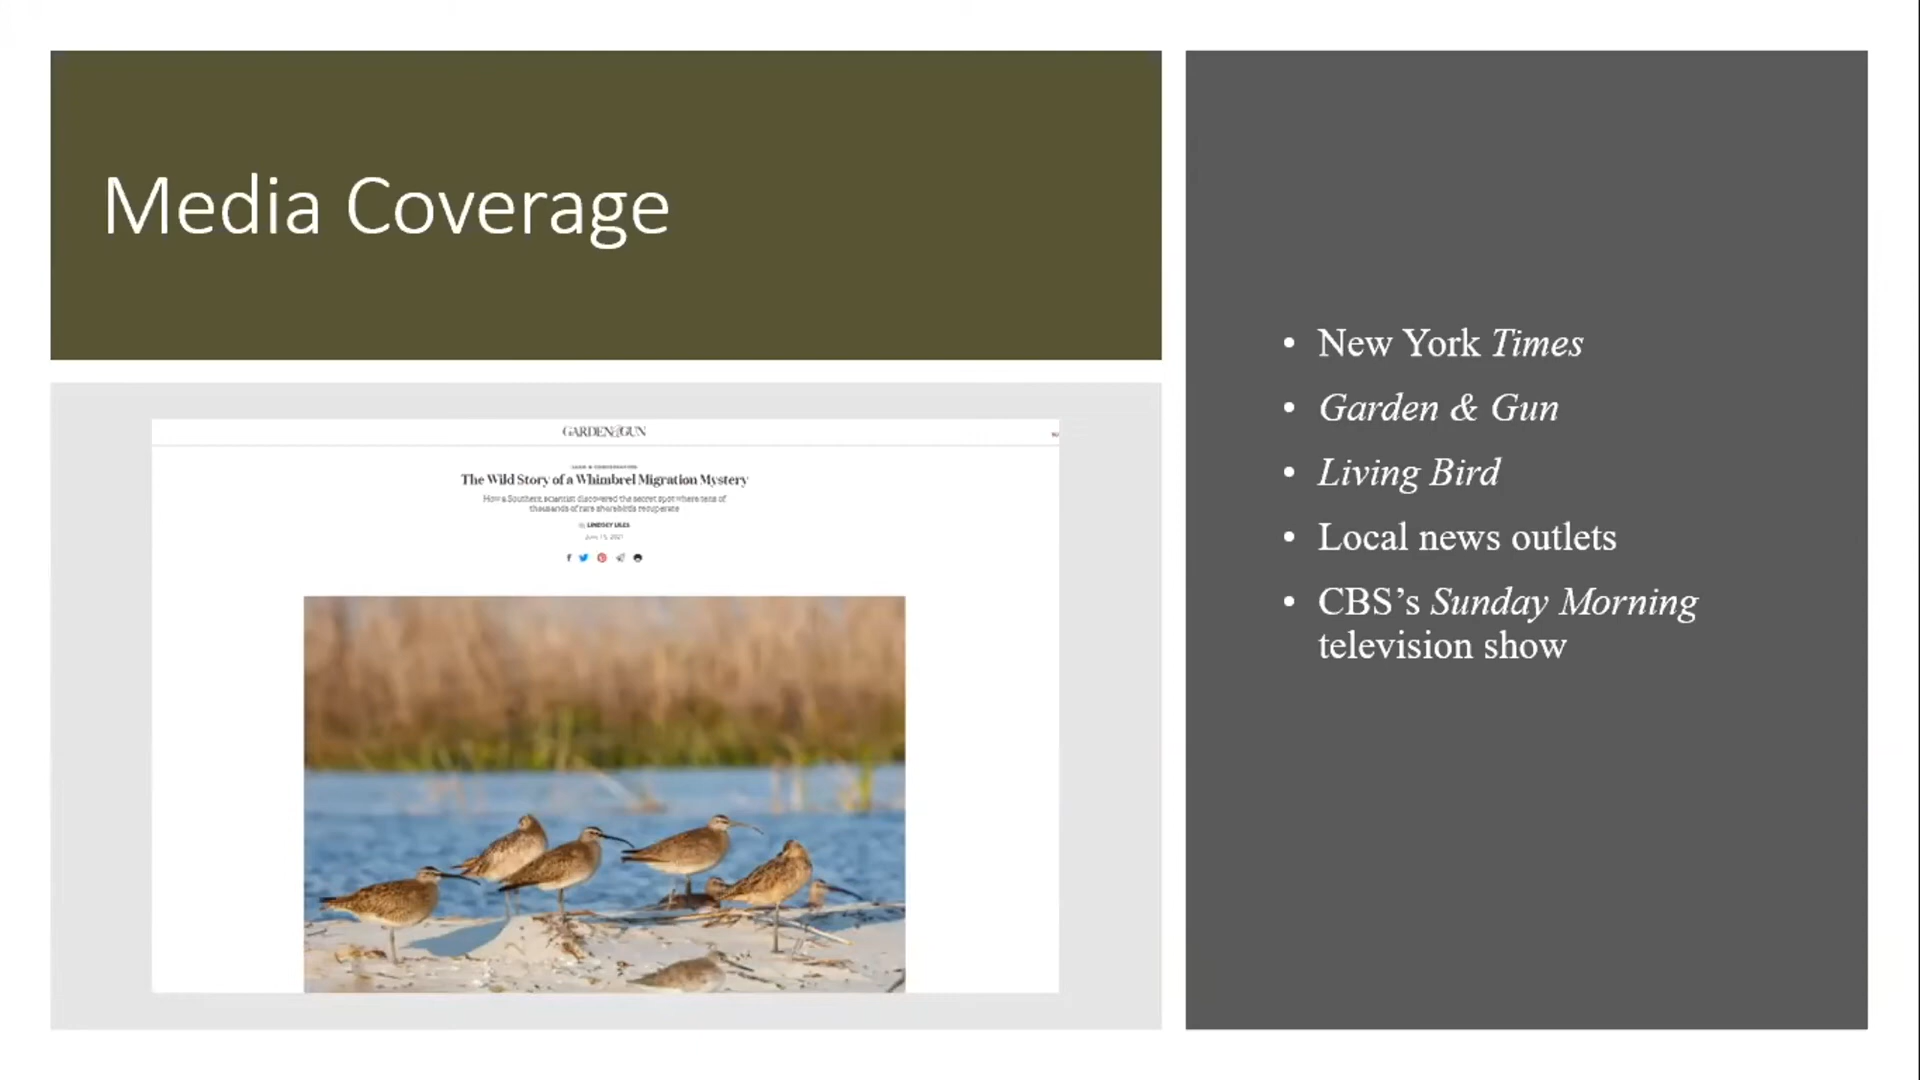 Media Coverage
GARDEN&GUN
The Wild Story of a Whimbrel Migration Mystery
How a Southern scientist discovered the secret spot where tens of
thousands of rare shorebirds recuperate
by LINDSEY LILES
June 15, 2021
• New York Times
• Garden & Gun
• Living Bird
• Local news outlets
• CBS’s Sunday Morning
television show